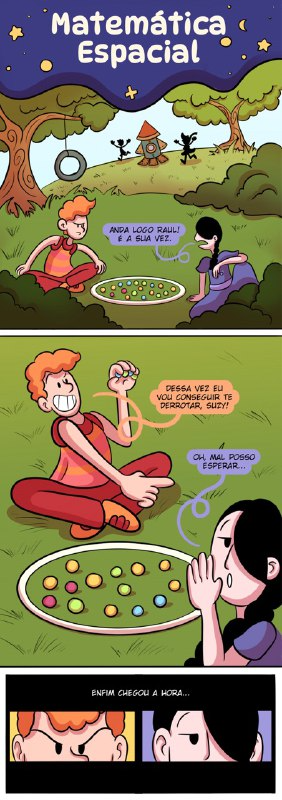 Matemática
Espacial
ANDA LOGO RAUL!
É A SUA VEZ.
DESSA VEZ EU
VOU CONSEGUIR TE
DERROTAR, SUZY!
OH, MAL POSSO
ESPERAR...
ENFIM CHEGOU A HORA...